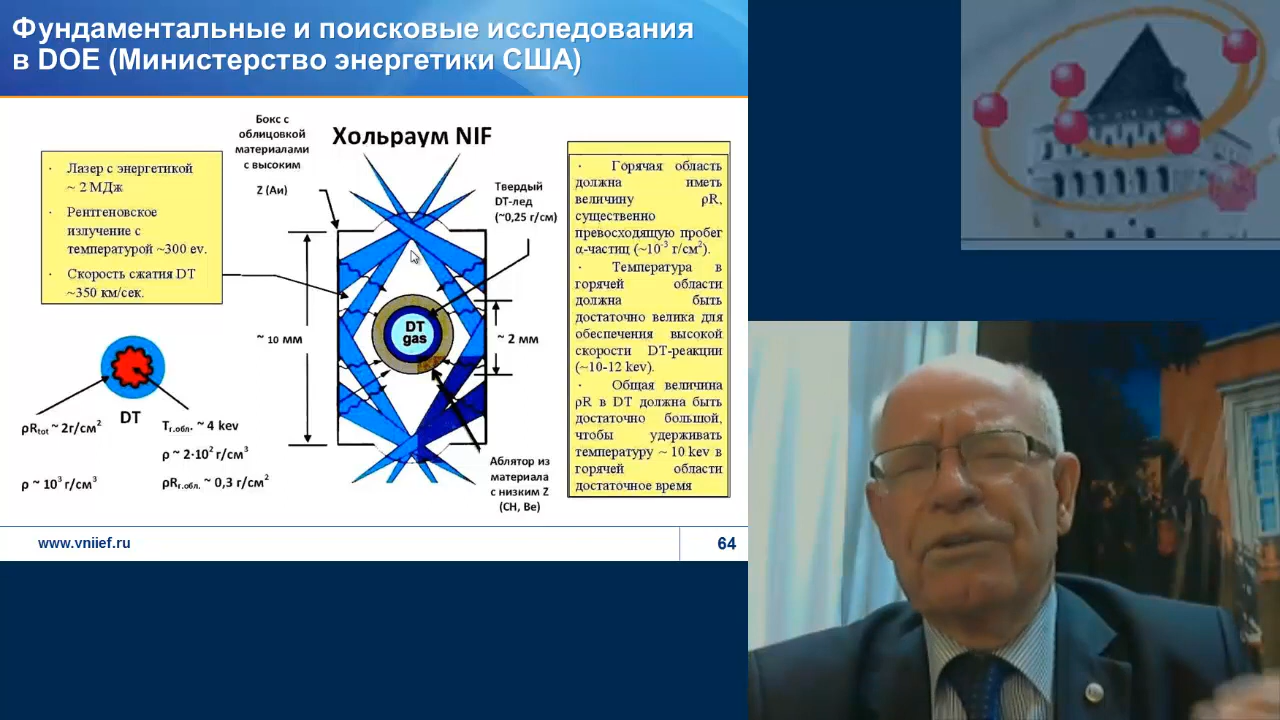 Фундаментальные и поисковые исследования
в DOE (Министерство энергетики США)
Бокс с
облицовкой
материалами
с высоким
Z (Au)
Хольраум NIF
· Лазер с энергетикой
~ 2 МДж
· Рентгеновское
излучение с
температурой ~300 ev.
· Скорость сжатия DT
~350 км/сек.
Твердый
DT-лед
(~0,25 г/см)
~ 10 мм
DT
gas
~ 2 мм
DT
ρRtot ~ 2г/см²
ρ ~ 10³ г/см³
Tг.обл. ~ 4 kev
ρ ~ 2·10² г/см³
ρRг.обл. ~ 0,3 г/см²
Аблятор из
материала
с низким Z
(CH, Be)
· Горячая область
должна иметь
величину ρR,
существенно
превосходящую пробег
α-частиц (~10⁻³ г/см²).
· Температура в
горячей области
должна быть
достаточно велика для
обеспечения высокой
скорости DT-реакции
(~10-12 kev).
· Общая величина
ρR в DT должна быть
достаточно большой,
чтобы удерживать
температуру ~ 10 kev в
горячей области
достаточное время
www.vniief.ru
64